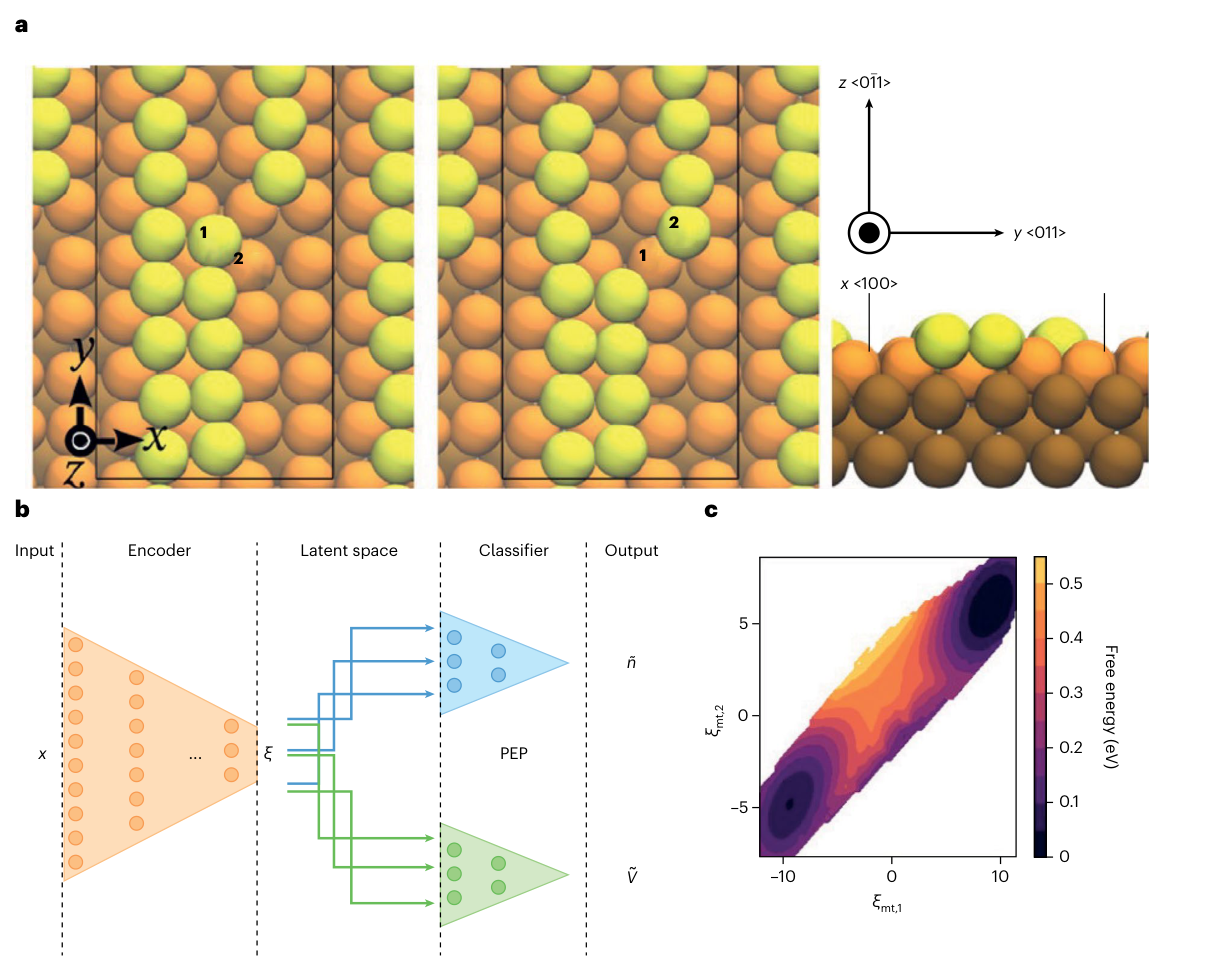 a
z <01̄1>
1
2
2
1
y <011>
x <100>
y
x
z
b
c
Input
Encoder
Latent space
Classifier
Output
x
...
ξ
ñ
PEP
Ṽ
5
0
−5
−10
0
10
ξmt,2
ξmt,1
0.5
0.4
0.3
0.2
0.1
0
Free energy (eV)